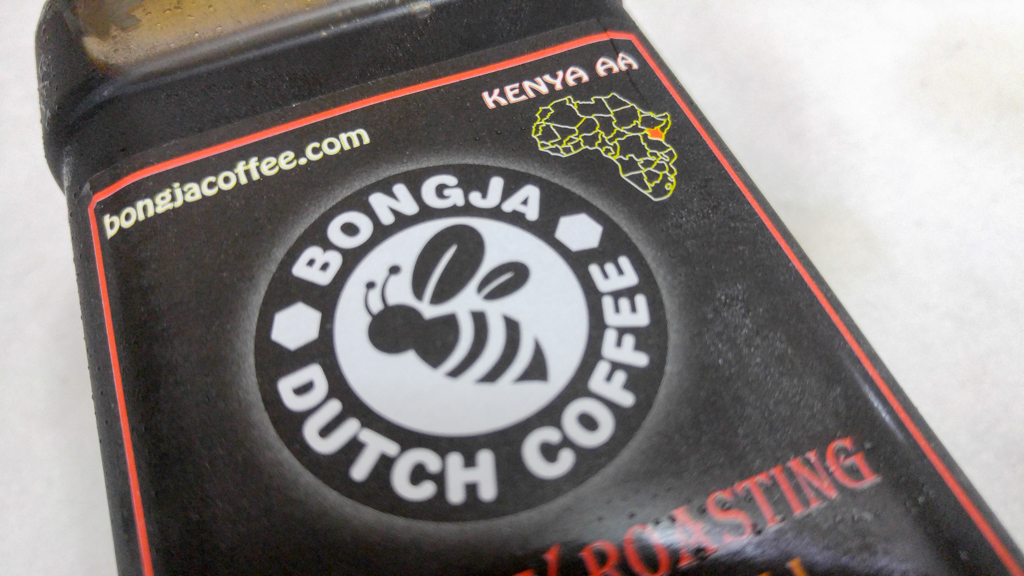 KENYA AA
bongjacoffee.com
BONGJA
DUTCH COFFEE
ROASTING